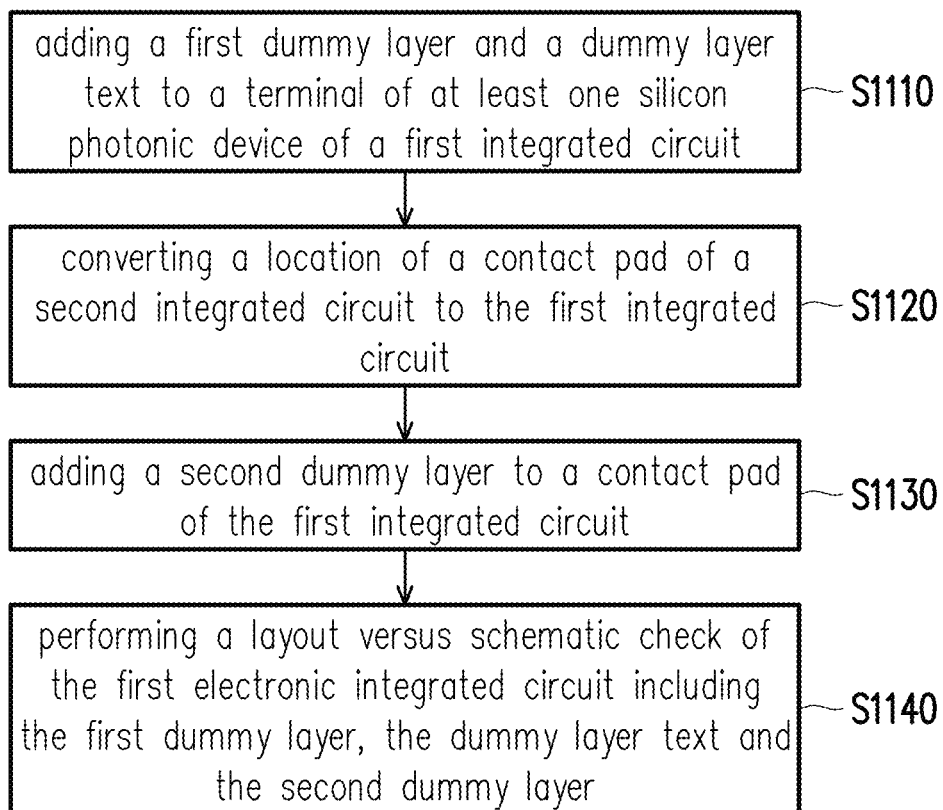 adding a first dummy layer and a dummy layer
text to a terminal of at least one silicon
photonic device of a first integrated circuit
S1110
converting a location of a contact pad of a
second integrated circuit to the first integrated
circuit
S1120
adding a second dummy layer to a contact pad
of the first integrated circuit
S1130
performing a layout versus schematic check of
the first electronic integrated circuit including
the first dummy layer, the dummy layer text and
the second dummy layer
S1140